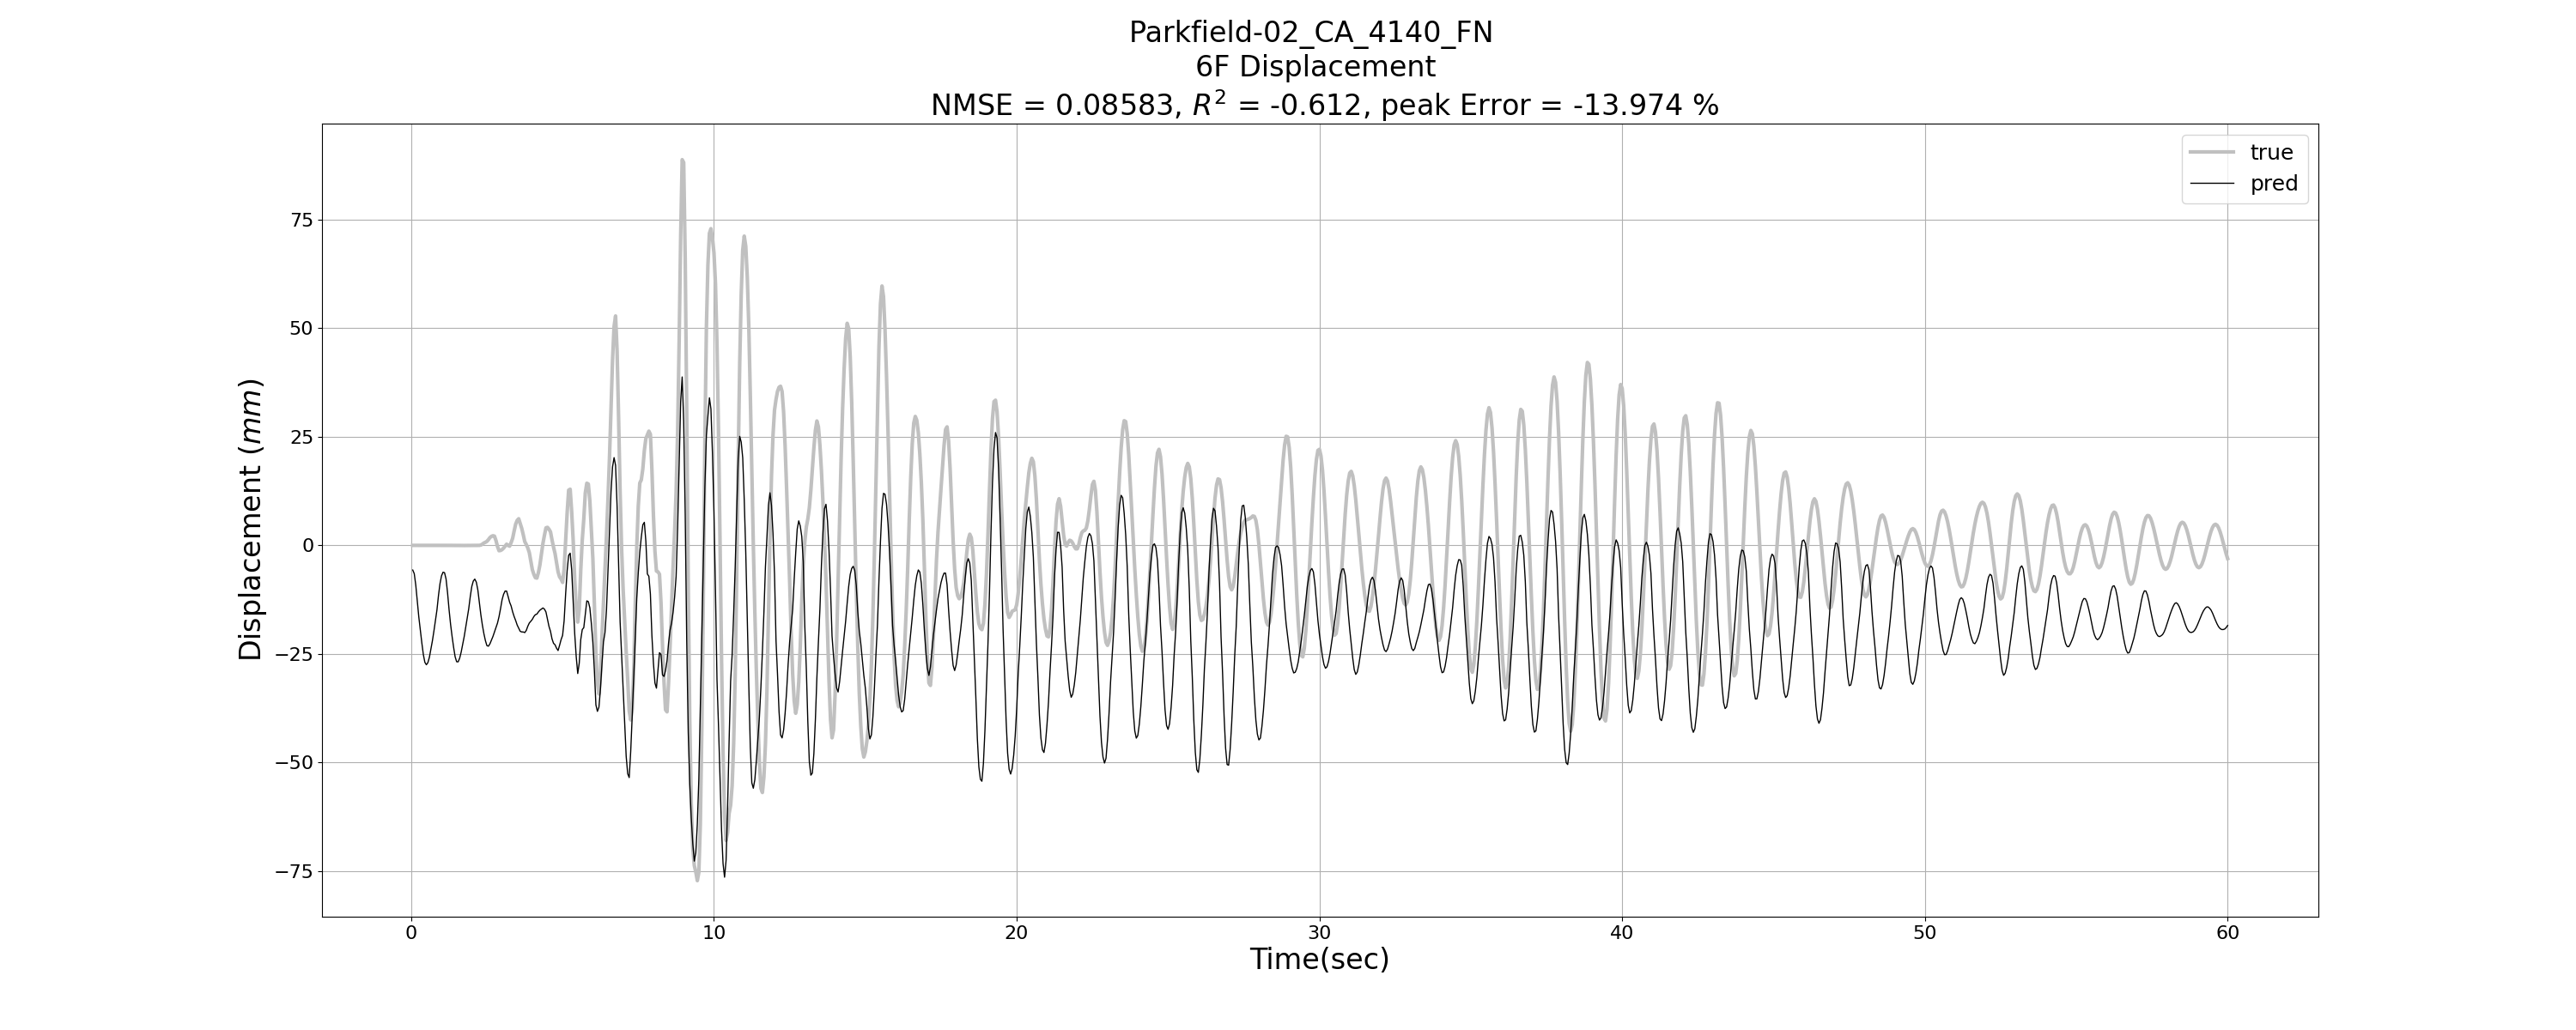 Parkfield-02_CA_4140_FN
6F Displacement
NMSE = 0.08583, R² = -0.612, peak Error = -13.974 %
true
pred
Displacement (mm)
75
50
25
0
−25
−50
−75
0 10 20 30 40 50 60
Time(sec)